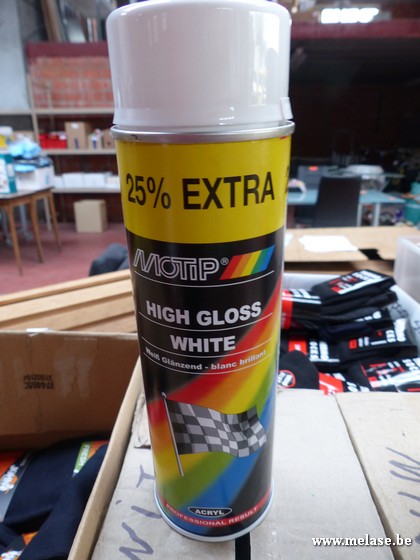 25% EXTRA
MOTIP®
HIGH GLOSS
WHITE
Weiß Glänzend - blanc brillant
ACRYL
PROFESSIONAL RESULT
www.melase.be